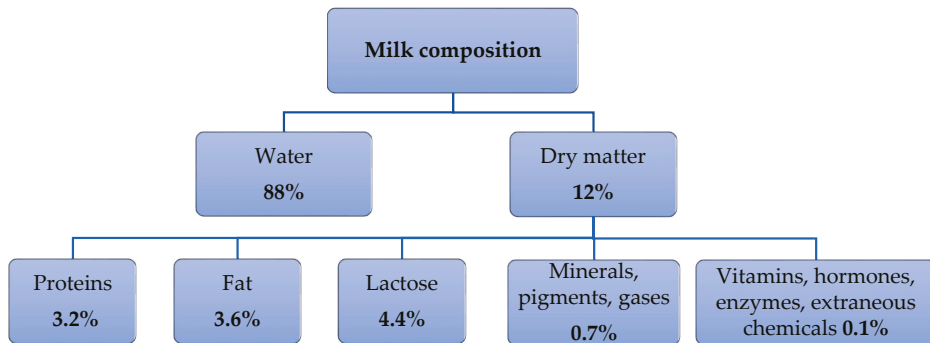 Milk composition
Water
88%
Dry matter
12%
Proteins
3.2%
Fat
3.6%
Lactose
4.4%
Minerals,
pigments, gases
0.7%
Vitamins, hormones,
enzymes, extraneous
chemicals 0.1%